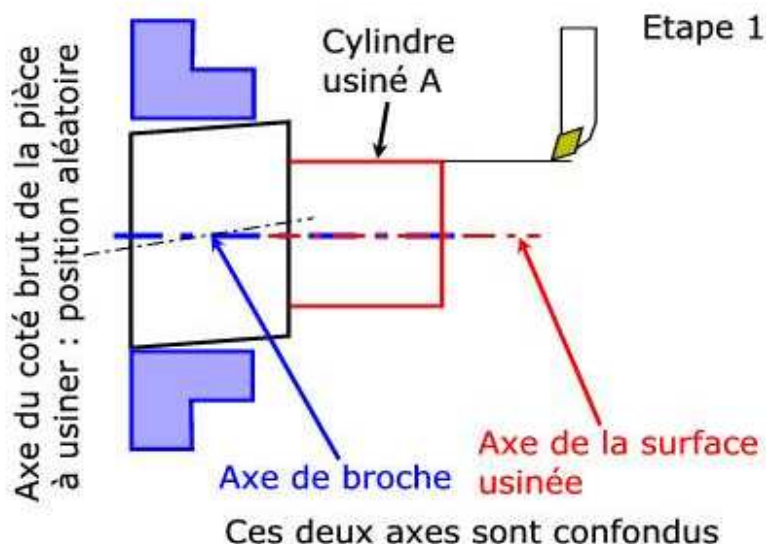 Etape 1
Cylindre
usiné A
Axe du coté brut de la pièce
à usiner : position aléatoire
Axe de broche
Axe de la surface
usinée
Ces deux axes sont confondus